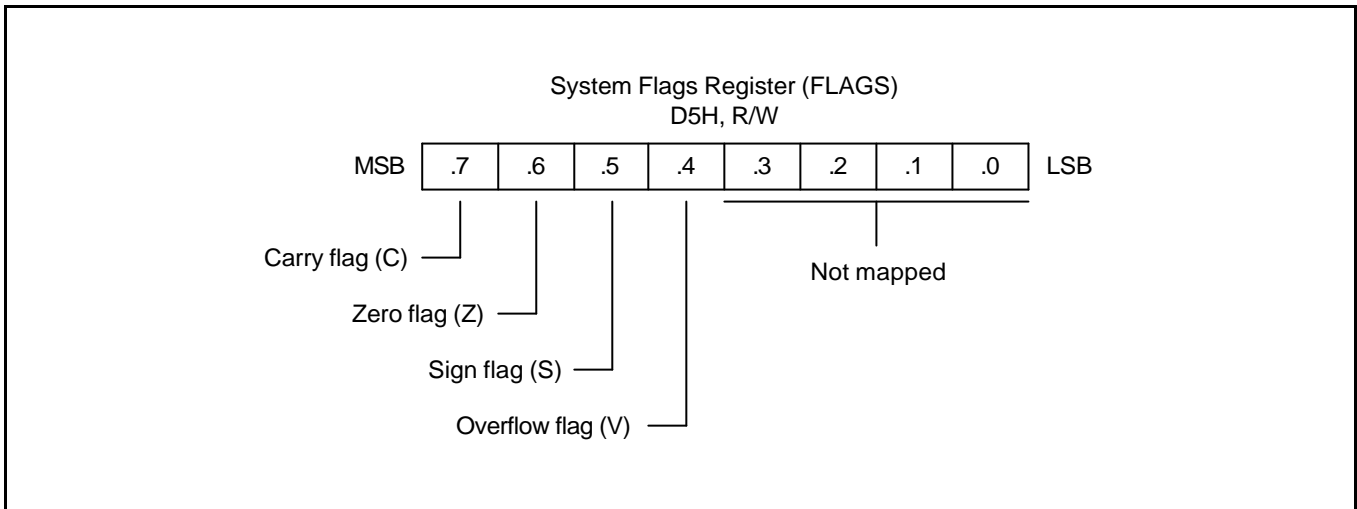 System Flags Register (FLAGS)
D5H, R/W
MSB .7 .6 .5 .4 .3 .2 .1 .0 LSB
Carry flag (C)
Not mapped
Zero flag (Z)
Sign flag (S)
Overflow flag (V)